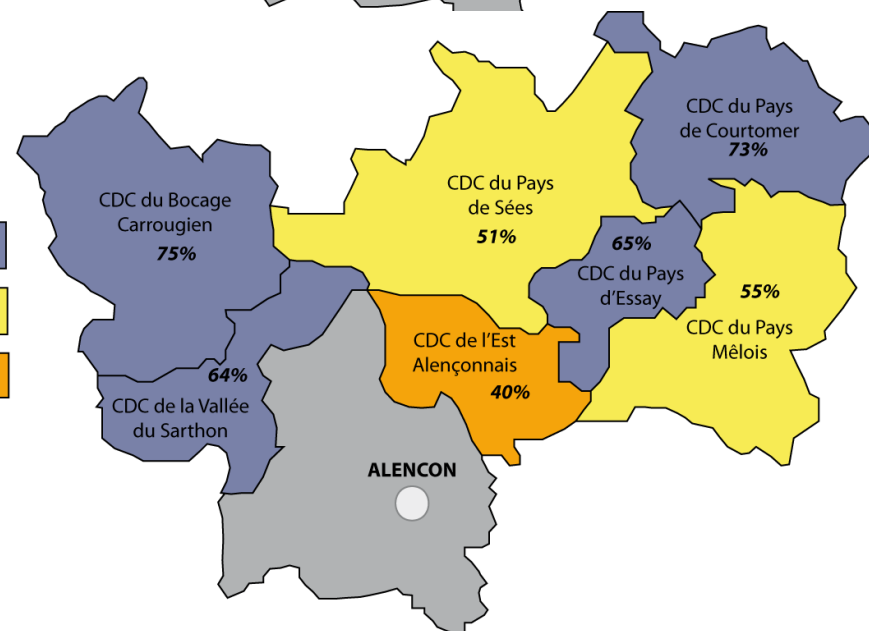 CDC du Pays
de Courtomer
73%
CDC du Pays
de Sées
51%
CDC du Bocage
Carrougien
75%
65%
CDC du Pays
d'Essay
55%
CDC du Pays
Mêlois
CDC de l'Est
Alençonnais
40%
64%
CDC de la Vallée
du Sarthon
ALENCON